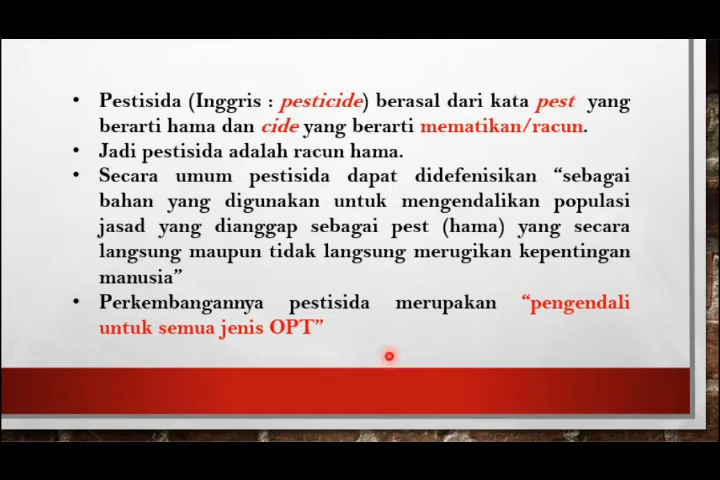 • Pestisida (Inggris : pesticide) berasal dari kata pest yang
berarti hama dan cide yang berarti mematikan/racun.
• Jadi pestisida adalah racun hama.
• Secara umum pestisida dapat didefenisikan “sebagai
bahan yang digunakan untuk mengendalikan populasi
jasad yang dianggap sebagai pest (hama) yang secara
langsung maupun tidak langsung merugikan kepentingan
manusia”
• Perkembangannya pestisida merupakan “pengendali
untuk semua jenis OPT”